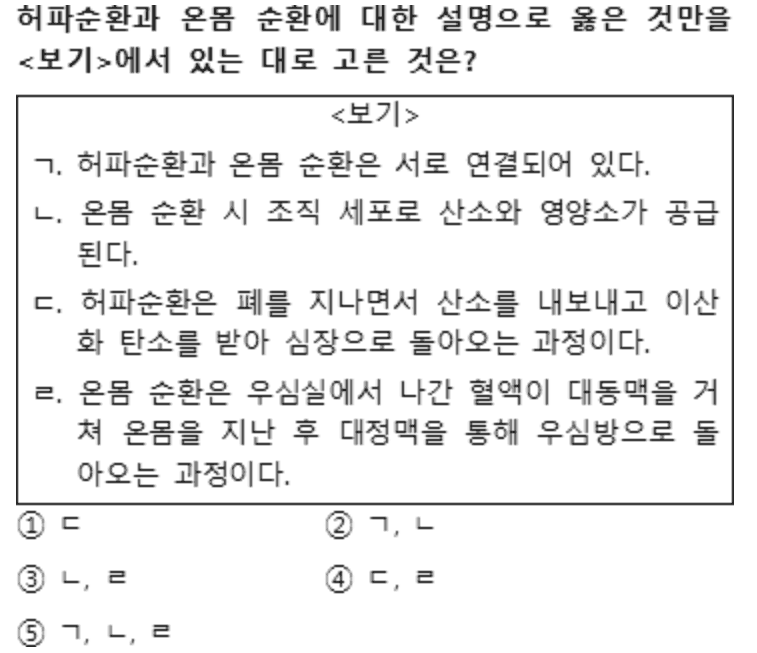 허파순환과 온몸 순환에 대한 설명으로 옳은 것만을
<보기>에서 있는 대로 고른 것은?
<보기>
ㄱ. 허파순환과 온몸 순환은 서로 연결되어 있다.
ㄴ. 온몸 순환 시 조직 세포로 산소와 영양소가 공급
된다.
ㄷ. 허파순환은 폐를 지나면서 산소를 내보내고 이산
화 탄소를 받아 심장으로 돌아오는 과정이다.
ㄹ. 온몸 순환은 우심실에서 나간 혈액이 대동맥을 거
쳐 온몸을 지난 후 대정맥을 통해 우심방으로 돌
아오는 과정이다.
① ㄷ ② ㄱ, ㄴ
③ ㄴ, ㄹ ④ ㄷ, ㄹ
⑤ ㄱ, ㄴ, ㄹ